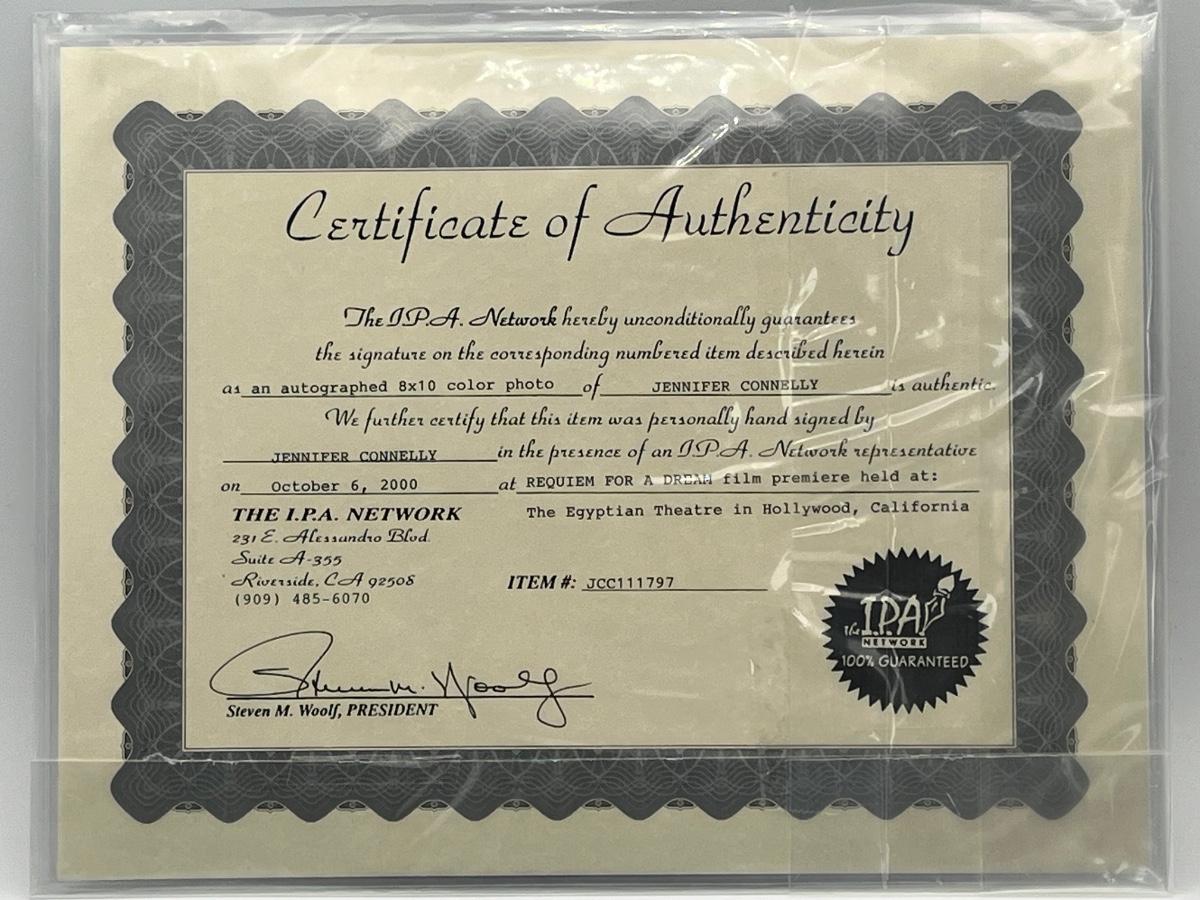 Certificate of Authenticity
The I.P.A. Network hereby unconditionally guarantees
the signature on the corresponding numbered item described herein
as an autographed 8x10 color photo of JENNIFER CONNELLY is authentic.
We further certify that this item was personally hand signed by
JENNIFER CONNELLY in the presence of an I.P.A. Network representative
on October 6, 2000 at REQUIEM FOR A DREAM film premiere held at:
THE I.P.A. NETWORK The Egyptian Theatre in Hollywood, California
231 E. Alessandro Blvd.
Suite A-355
Riverside, CA 92508 ITEM #: JCC111797
(909) 485-6070
The I.P.A.
NETWORK
100% GUARANTEED
Steven M. Woolf
Steven M. Woolf, PRESIDENT